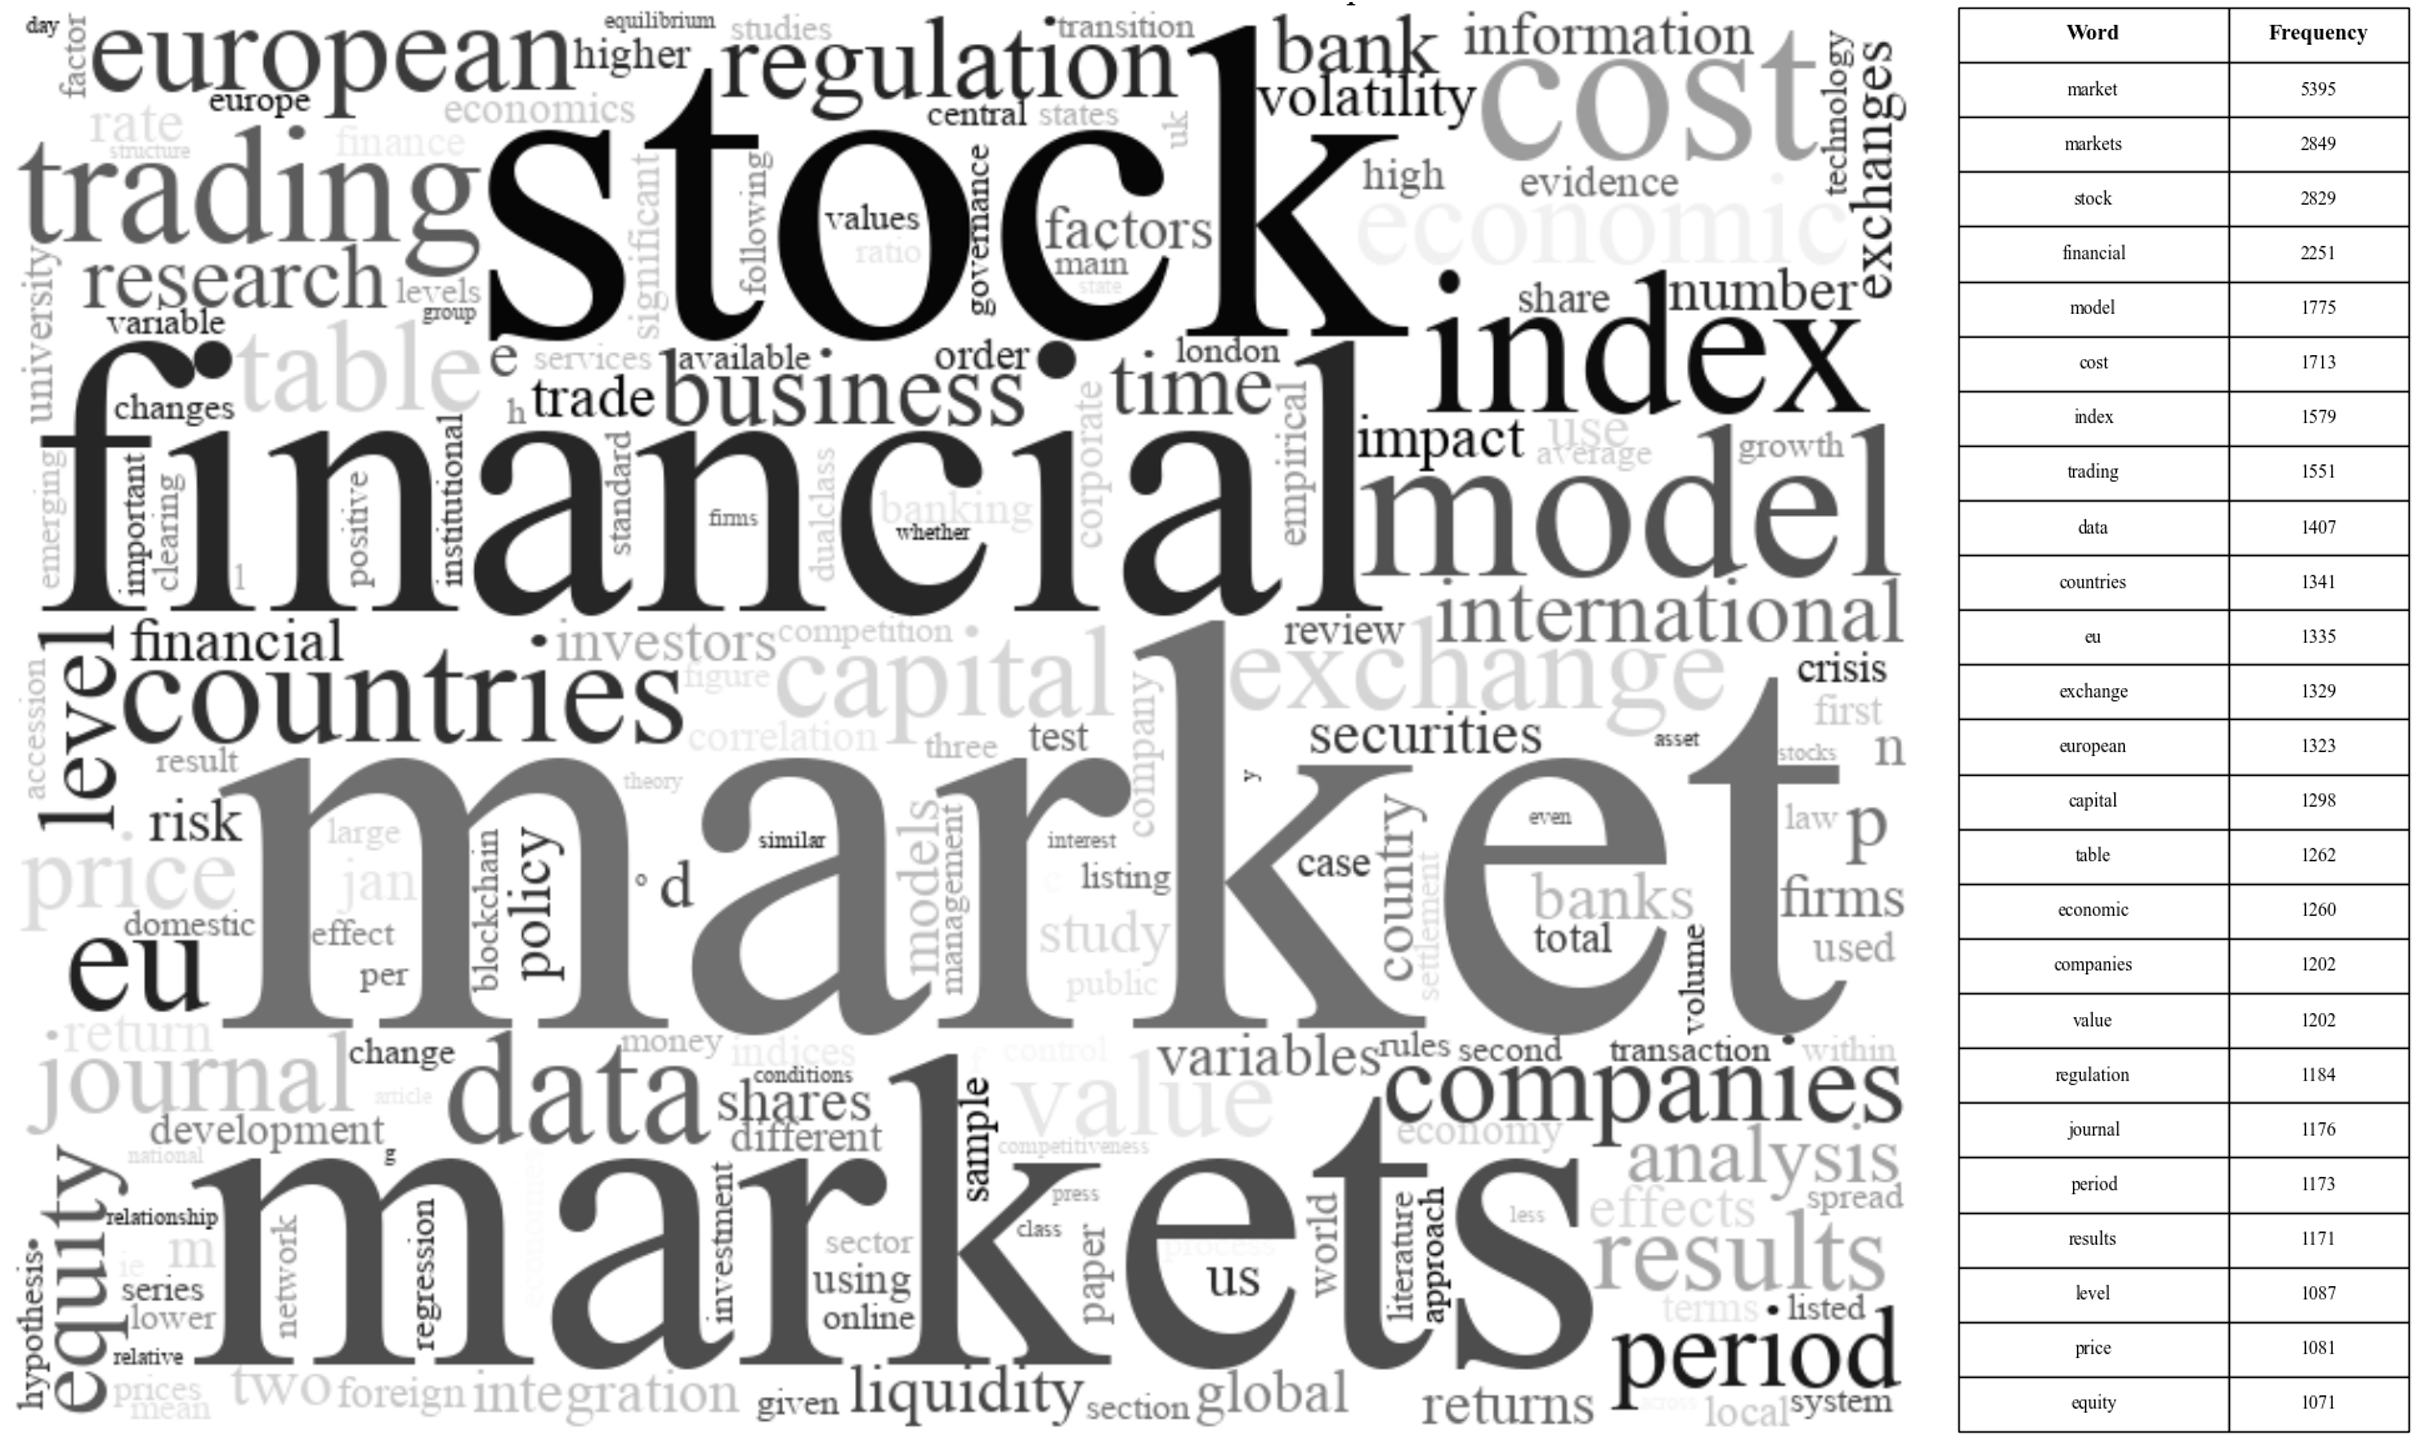 day
factor
european
equilibrium
higher
studies
regulation
transition
bank
information
cost
technology
exchanges
europe
economics
central
states
uk
volatility
rate
structure
finance
trading
stock
significant
following
values
ratio
governance
factors
main
state
high
evidence
economic
university
research
levels
group
variable
table
e
services
available
order
london
share
number
index
changes
h
trade
business
time
corporate
empirical
impact
use
average
growth
financial
emerging
important
clearing
l
positive
institutional
standard
firms
dualclass
banking
whether
model
level
financial
investors
competition
review
international
accession
countries
figure
capital
company
exchange
crisis
first
correlation
three
test
securities
asset
stocks
n
result
theory
market
y
risk
large
similar
models
management
interest
country
even
law
p
price
jan
blockchain
policy
o
d
c
listing
case
settlement
banks
firms
domestic
effect
study
total
used
eu
per
public
volume
return
journal
change
money
indices
f
control
variables
rules
second
transaction
within
data
conditions
shares
sample
value
companies
article
development
different
competitiveness
economy
analysis
national
g
equity
markets
economies
investment
press
effects
spread
relationship
network
regression
class
less
world
literature
approach
hypothesis
m
ie
sector
paper
process
us
results
series
lower
using
online
terms
listed
period
relative
prices
mean
two
foreign
integration
given
liquidity
section
global
returns
across
local
system
Word Frequency
market 5395
markets 2849
stock 2829
financial 2251
model 1775
cost 1713
index 1579
trading 1551
data 1407
countries 1341
eu 1335
exchange 1329
european 1323
capital 1298
table 1262
economic 1260
companies 1202
value 1202
regulation 1184
journal 1176
period 1173
results 1171
level 1087
price 1081
equity 1071